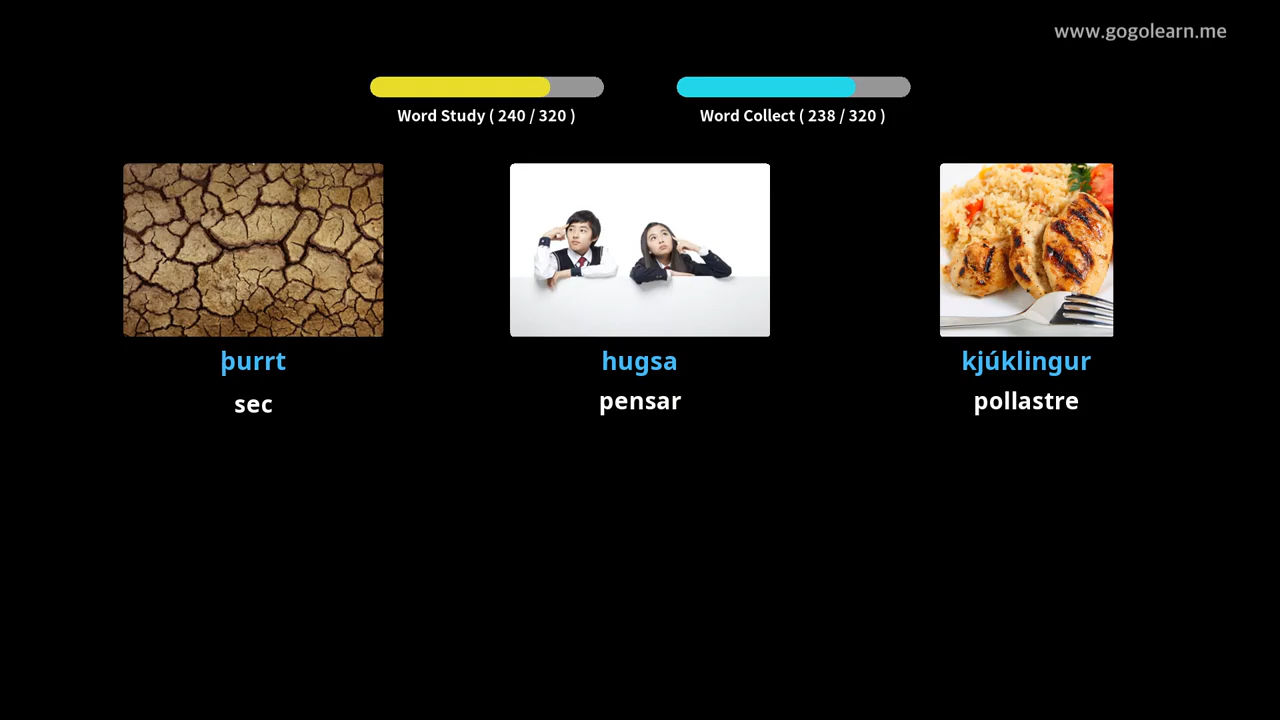 www.gogolearn.me
Word Study ( 240 / 320 )
Word Collect ( 238 / 320 )
þurrt
hugsa
kjúklingur
sec
pensar
pollastre